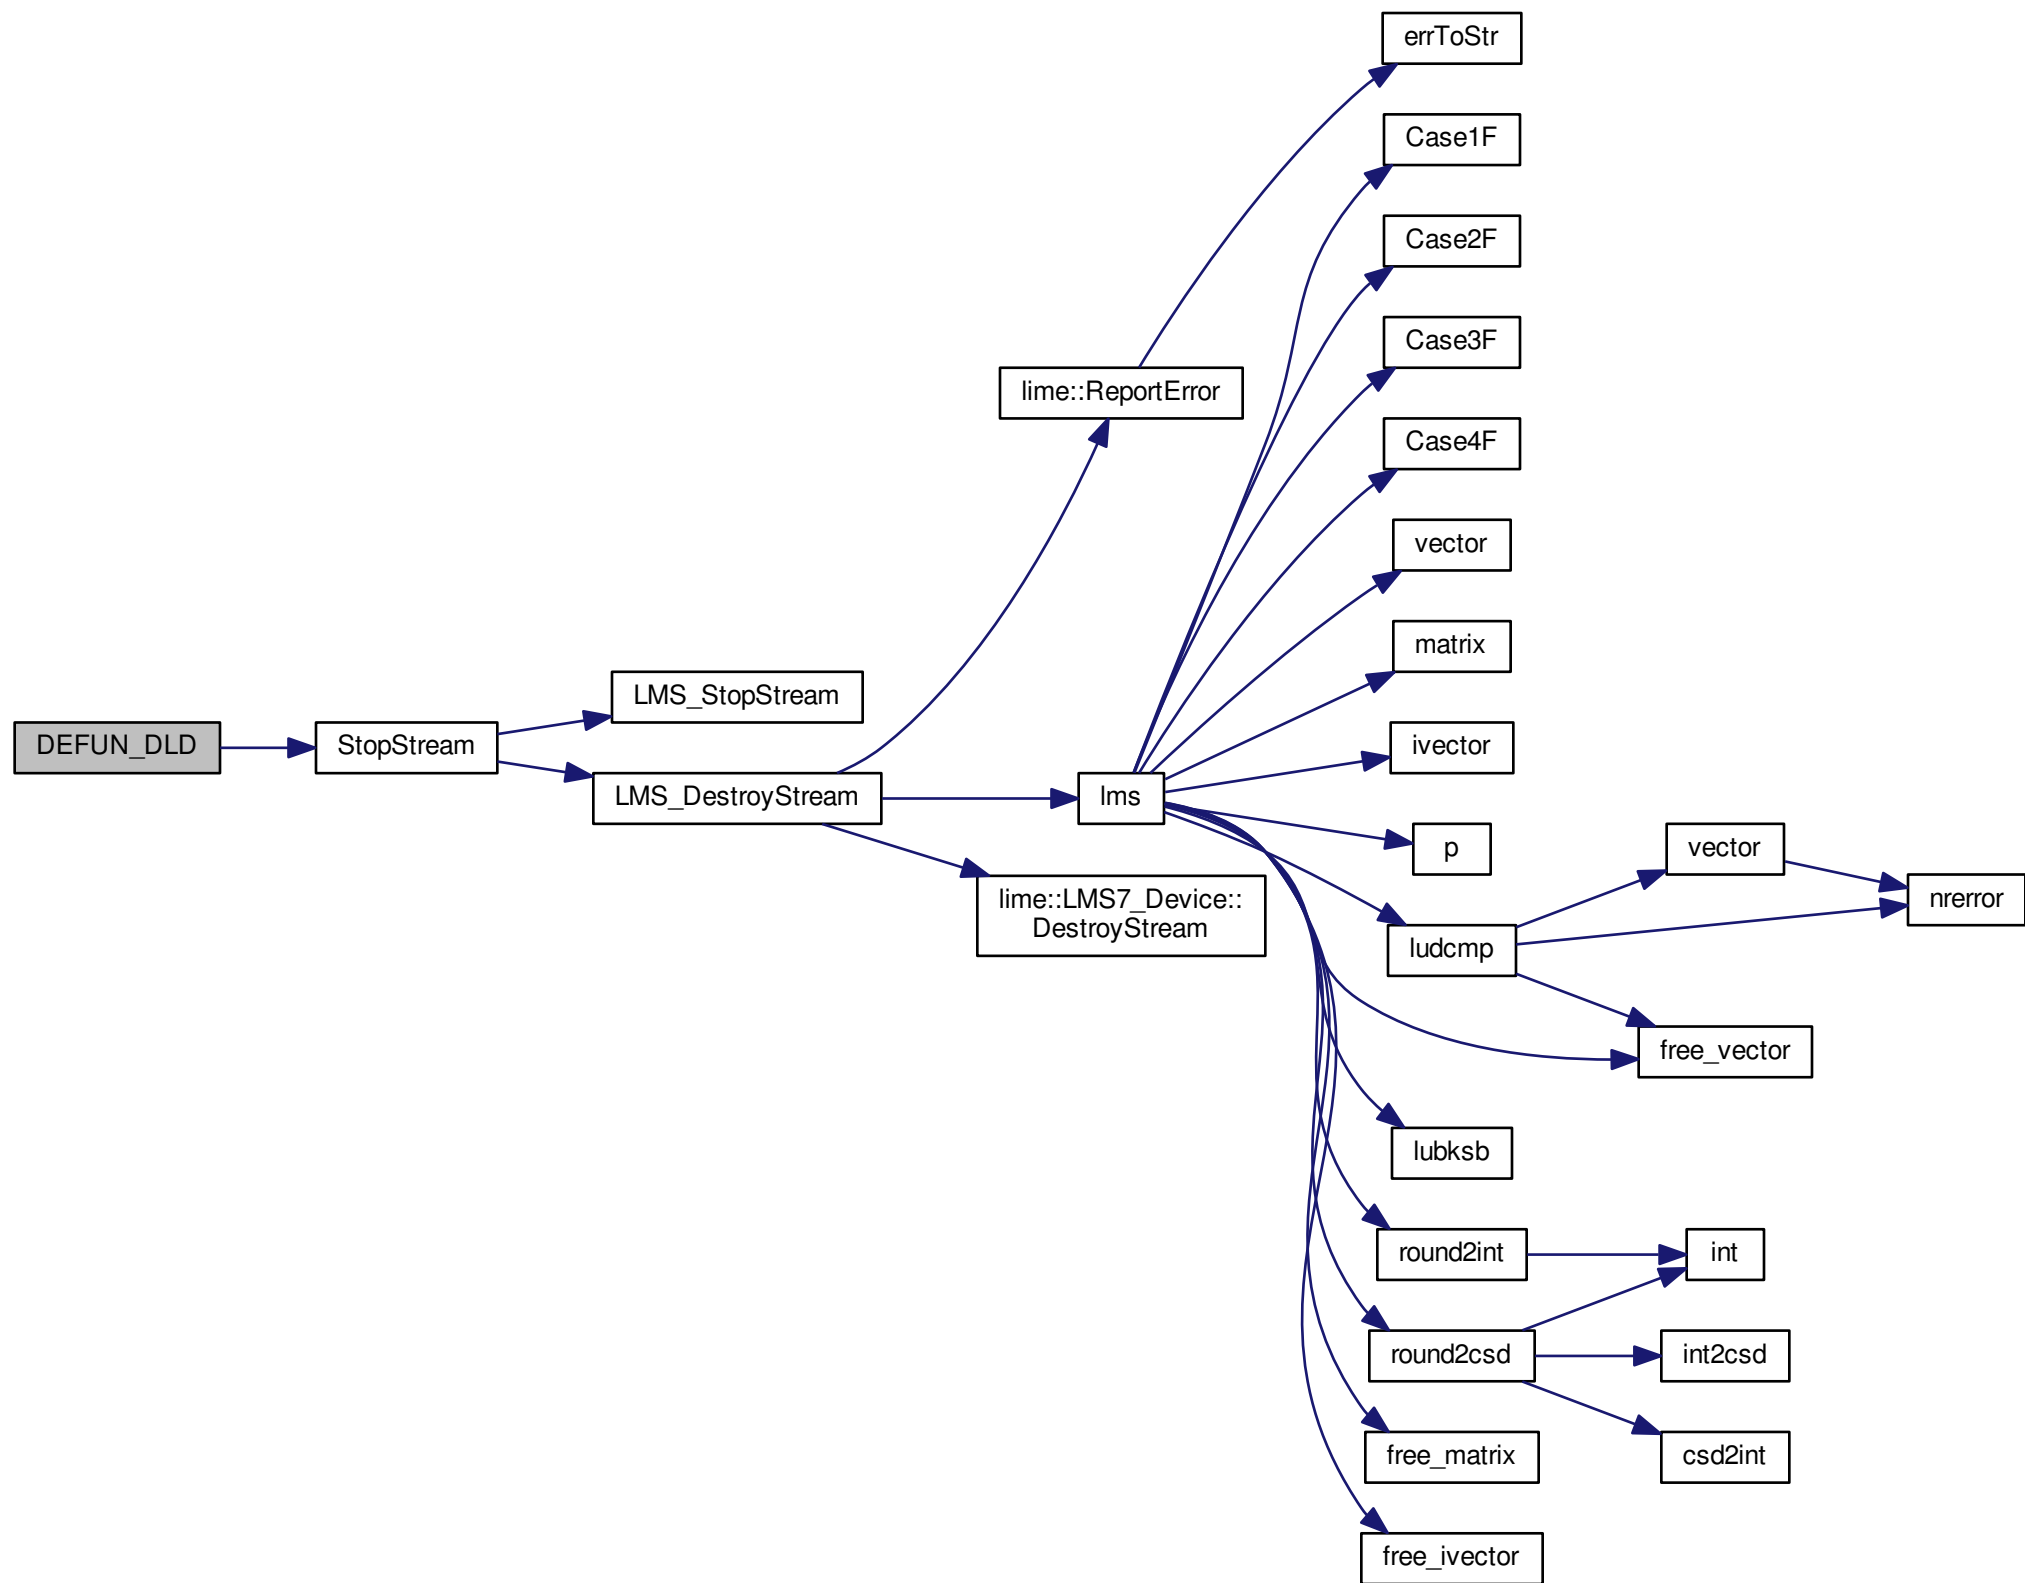 errToStr
Case1F
Case2F
Case3F
lime::ReportError
Case4F
vector
matrix
LMS_StopStream
DEFUN_DLD
StopStream
ivector
LMS_DestroyStream
lms
p
vector
lime::LMS7_Device::
DestroyStream
nrerror
ludcmp
free_vector
lubksb
round2int
int
round2csd
int2csd
free_matrix
csd2int
free_ivector